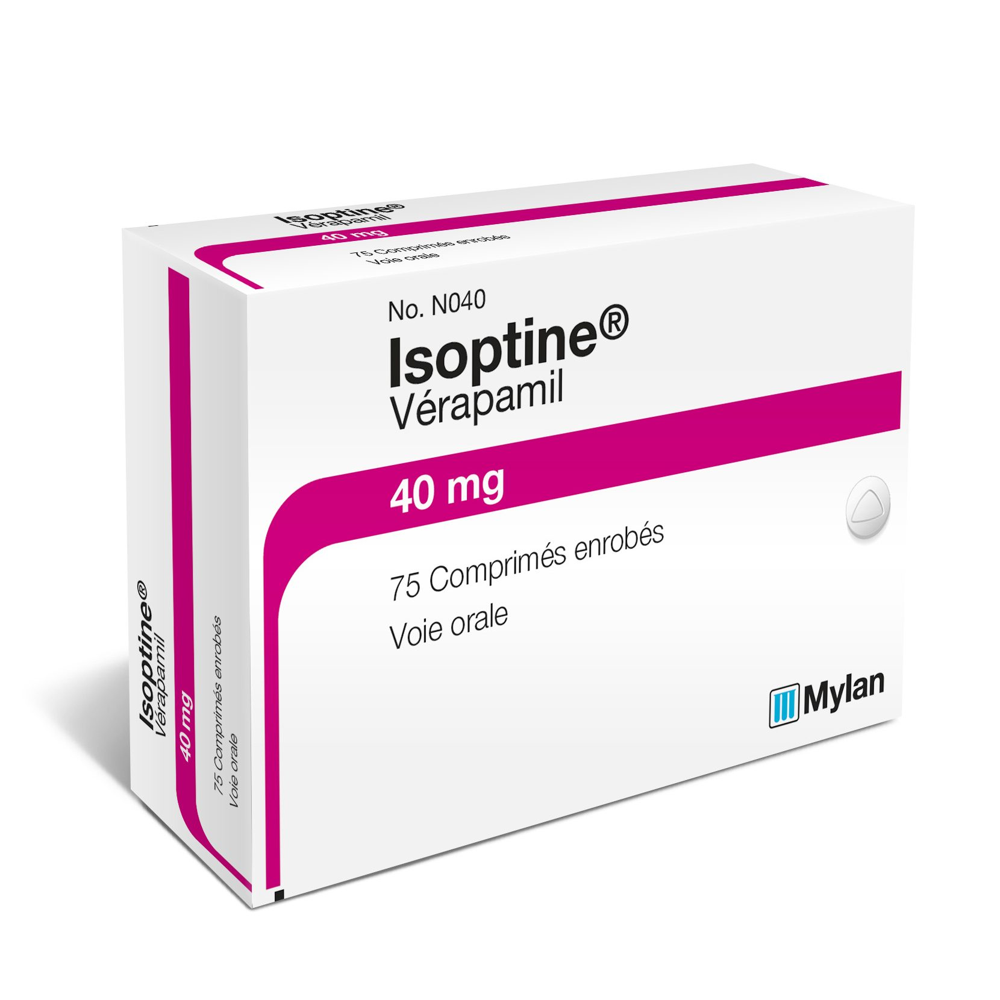 Isoptine®
Vérapamil
40 mg
75 Comprimés enrobés
Voie orale
No. N040
Isoptine®
Vérapamil
40 mg
75 Comprimés enrobés
Voie orale
Mylan
Isoptine®
Vérapamil
40 mg
75 Comprimés enrobés
Voie orale